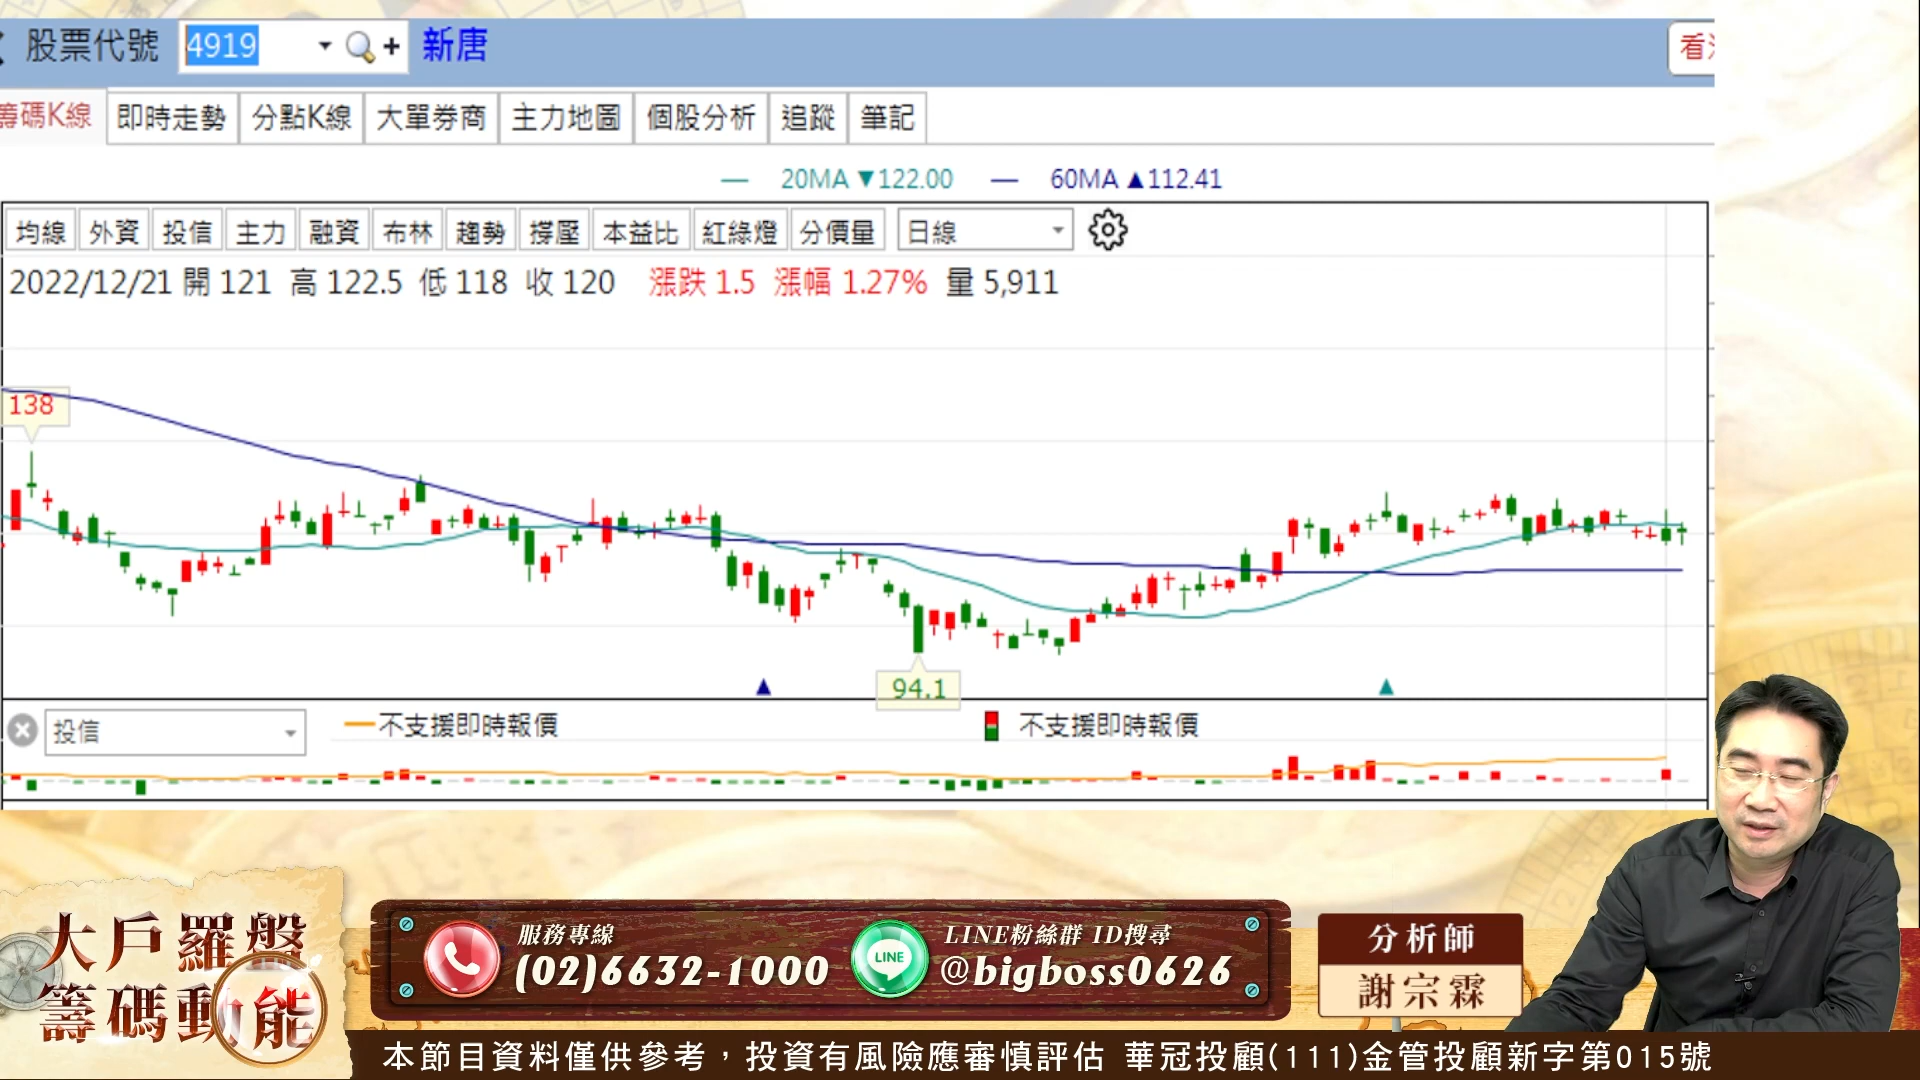 股票代號 4919 新唐
籌碼K線 即時走勢 分點K線 大單券商 主力地圖 個股分析 追蹤 筆記
20MA ▼122.00 60MA ▲112.41
均線 外資 投信 主力 融資 布林 趨勢 撐壓 本益比 紅綠燈 分價量 日線
2022/12/21 開 121 高 122.5 低 118 收 120 漲跌 1.5 漲幅 1.27% 量 5,911
138
94.1
投信 不支援即時報價 不支援即時報價
大戶羅盤
籌碼動能
服務專線
(02)6632-1000
LINE
LINE粉絲群 ID搜尋
@bigboss0626
分析師
謝宗霖
本節目資料僅供參考，投資有風險應審慎評估 華冠投顧(111)金管投顧新字第015號